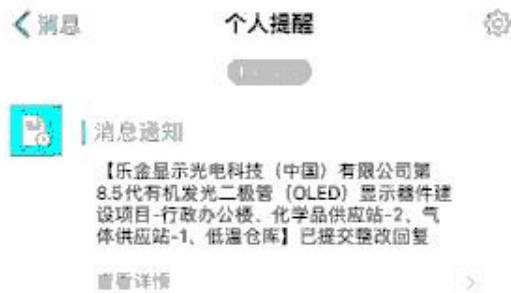 消息
个人提醒
消息通知
【乐金显示光电科技（中国）有限公司第
8.5代有机发光二极管（OLED）显示器件建
设项目-行政办公楼、化学品供应站-2、气
体供应站-1、低温仓库】已提交整改回复
查看详情